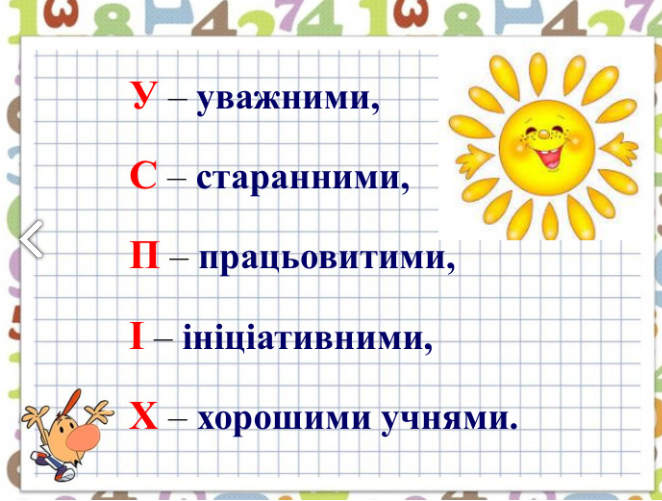 У – уважними,
С – старанними,
П – працьовитими,
І – ініціативними,
Х – хорошими учнями.